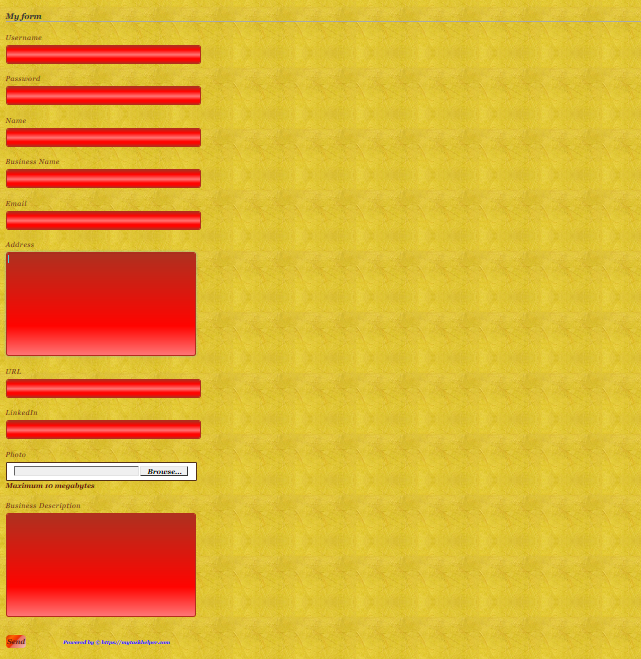 My form
Username
Password
Name
Business Name
Email
Address
URL
LinkedIn
Photo
Browse...
Maximum 10 megabytes
Business Description
Send
Powered by © https://mytaskhelper.com